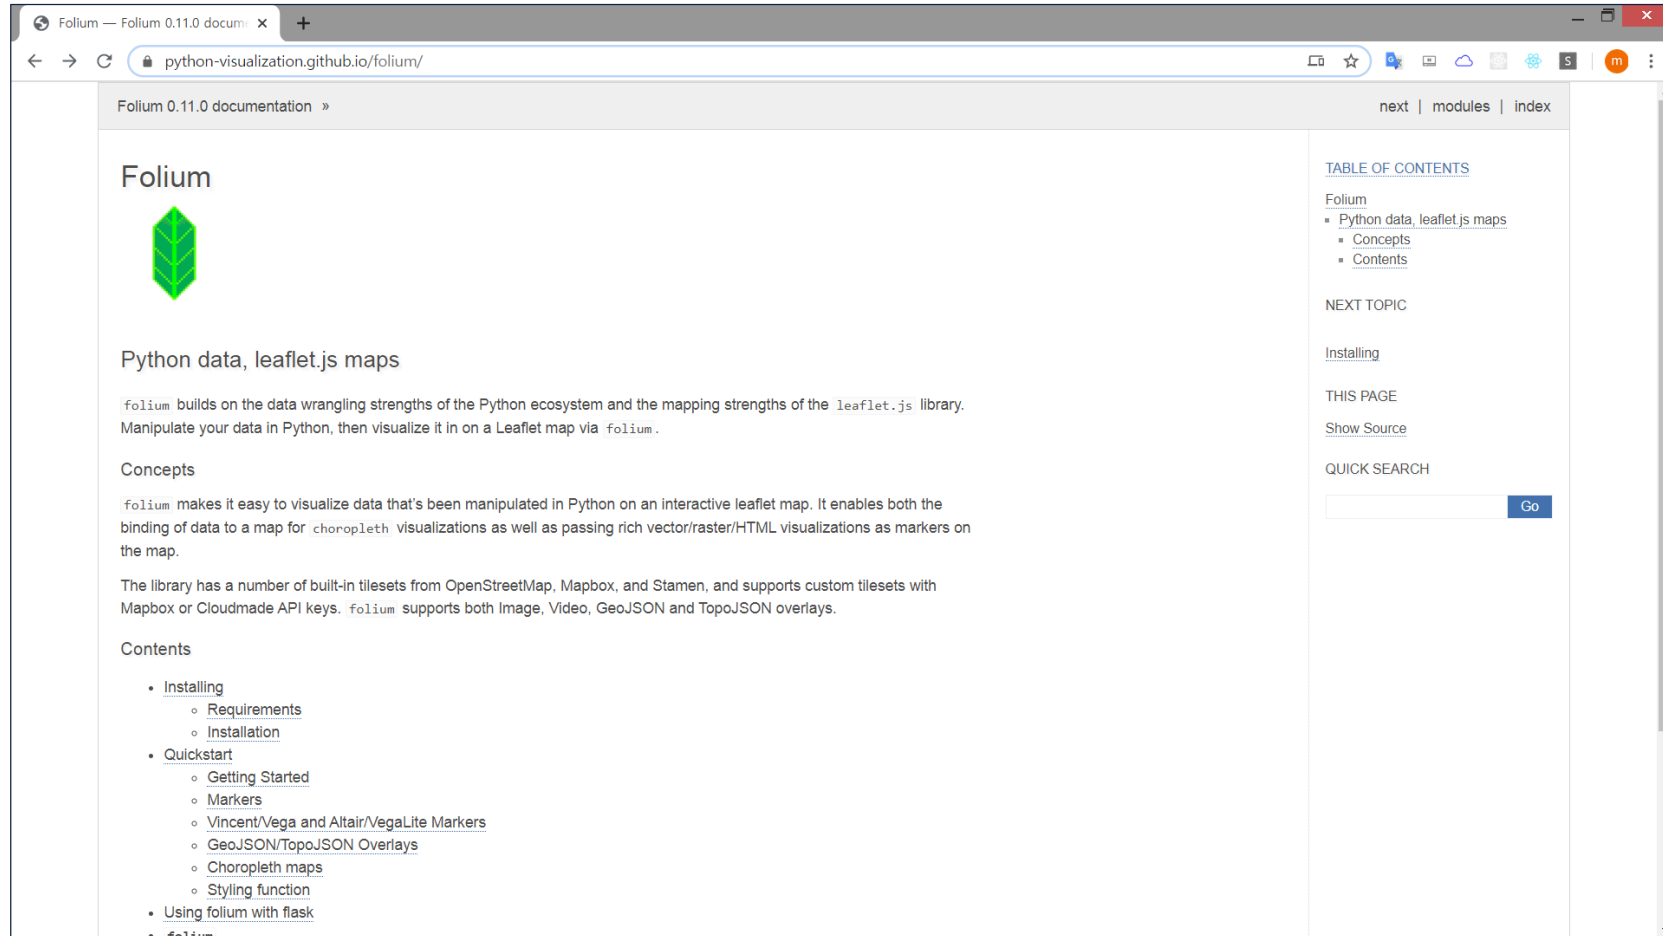 Folium — Folium 0.11.0 docum
python-visualization.github.io/folium/
S
m
Folium 0.11.0 documentation »
next | modules | index
Folium
Python data, leaflet.js maps
folium builds on the data wrangling strengths of the Python ecosystem and the mapping strengths of the leaflet.js library.
Manipulate your data in Python, then visualize it in on a Leaflet map via folium.
Concepts
folium makes it easy to visualize data that's been manipulated in Python on an interactive leaflet map. It enables both the
binding of data to a map for choropleth visualizations as well as passing rich vector/raster/HTML visualizations as markers on
the map.
The library has a number of built-in tilesets from OpenStreetMap, Mapbox, and Stamen, and supports custom tilesets with
Mapbox or Cloudmade API keys. folium supports both Image, Video, GeoJSON and TopoJSON overlays.
Contents
• Installing
◦ Requirements
◦ Installation
• Quickstart
◦ Getting Started
◦ Markers
◦ Vincent/Vega and Altair/VegaLite Markers
◦ GeoJSON/TopoJSON Overlays
◦ Choropleth maps
◦ Styling function
• Using folium with flask
• folium
TABLE OF CONTENTS
Folium
▪ Python data, leaflet.js maps
▪ Concepts
▪ Contents
NEXT TOPIC
Installing
THIS PAGE
Show Source
QUICK SEARCH
Go